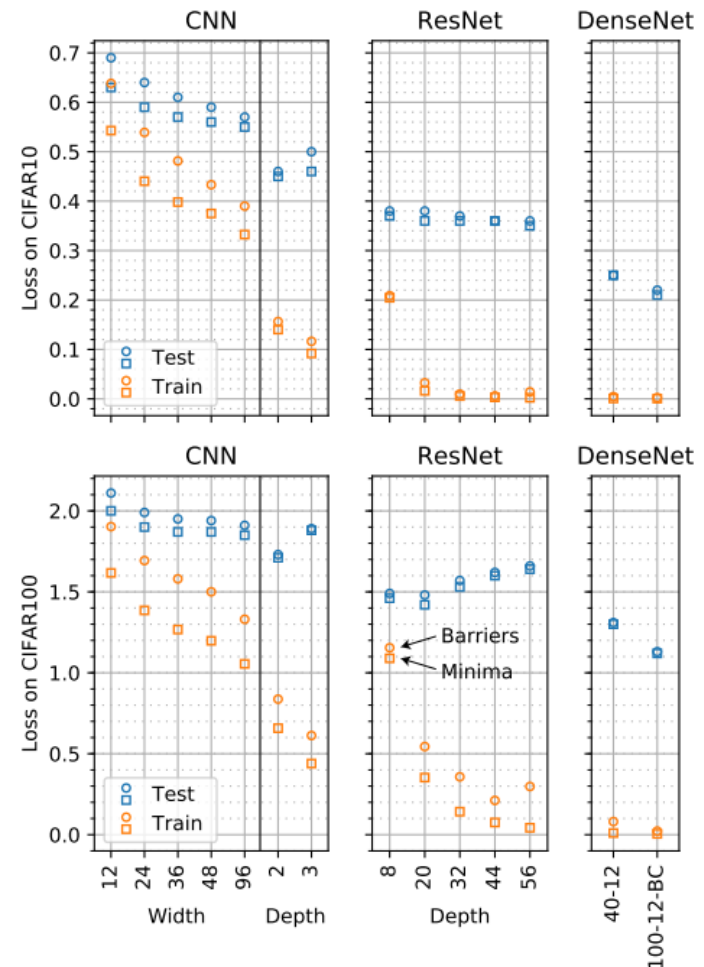 CNN ResNet DenseNet
0.7
0.6
0.5
0.4
0.3
0.2
0.1
0.0
Loss on CIFAR10
Test
Train
CNN ResNet DenseNet
2.0
1.5
1.0
0.5
0.0
Loss on CIFAR100
Barriers
Minima
Test
Train
12 24 36 48 96 2 3 8 20 32 44 56 40-12 100-12-BC
Width Depth Depth